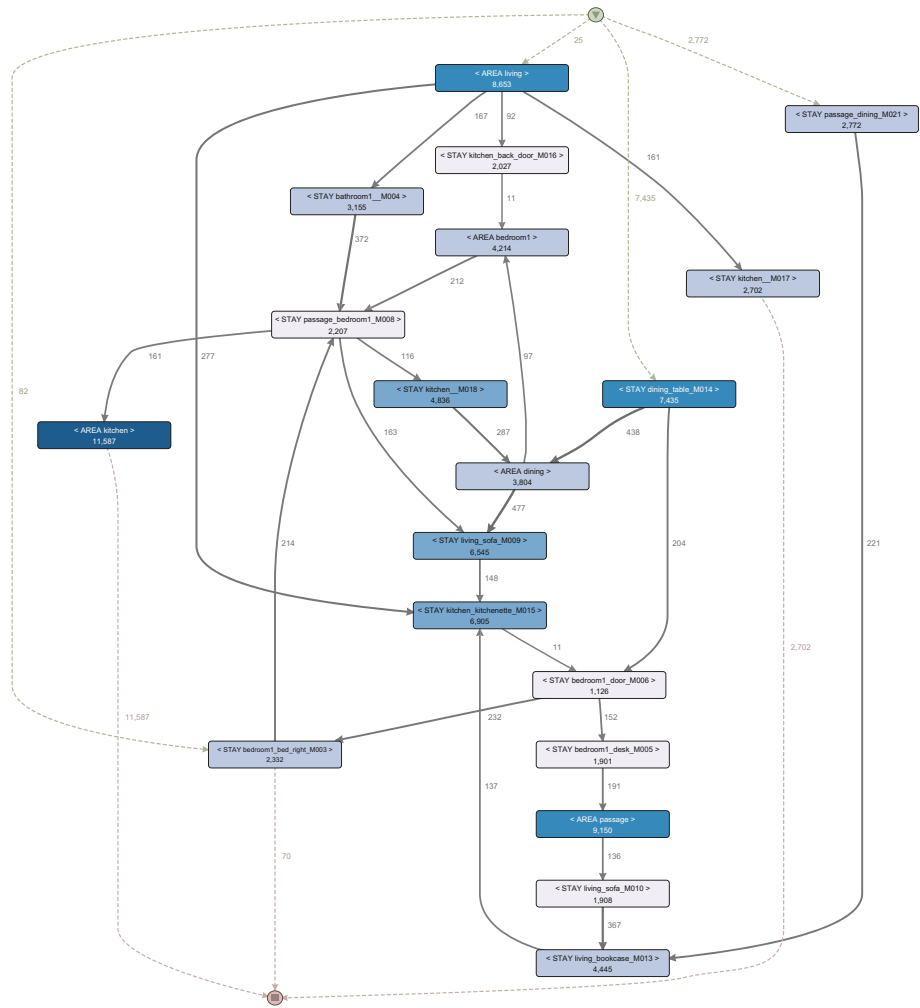 25
2,772
< AREA living >
8,653
< STAY passage_dining_M021 >
2,772
167
92
161
< STAY kitchen_back_door_M016 >
2,027
< STAY bathroom1__M004 >
3,155
11
7,435
372
< AREA bedroom1 >
4,214
212
< STAY kitchen__M017 >
2,702
< STAY passage_bedroom1_M008 >
2,207
161
277
116
97
82
< STAY kitchen__M018 >
4,836
< STAY dining_table_M014 >
7,435
< AREA kitchen >
11,587
163
287
438
< AREA dining >
3,804
477
214
< STAY living_sofa_M009 >
6,545
204
221
148
< STAY kitchen_kitchenette_M015 >
6,905
11
2,702
< STAY bedroom1_door_M006 >
1,126
11,587
232
152
< STAY bedroom1_bed_right_M003 >
2,332
< STAY bedroom1_desk_M005 >
1,901
137
191
< AREA passage >
9,150
70
136
< STAY living_sofa_M010 >
1,908
367
< STAY living_bookcase_M013 >
4,445